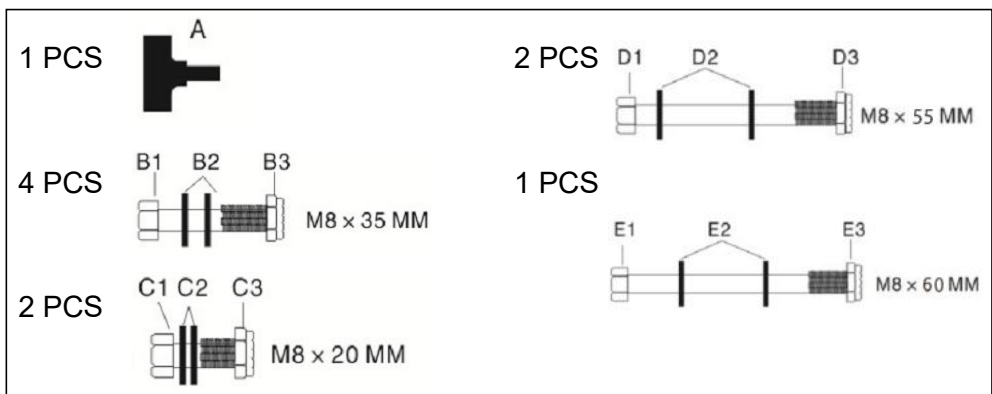 1 PCS
A
4 PCS
B1 B2 B3
M8 × 35 MM
2 PCS
C1 C2 C3
M8 × 20 MM
2 PCS
D1 D2 D3
M8 × 55 MM
1 PCS
E1 E2 E3
M8 × 60 MM